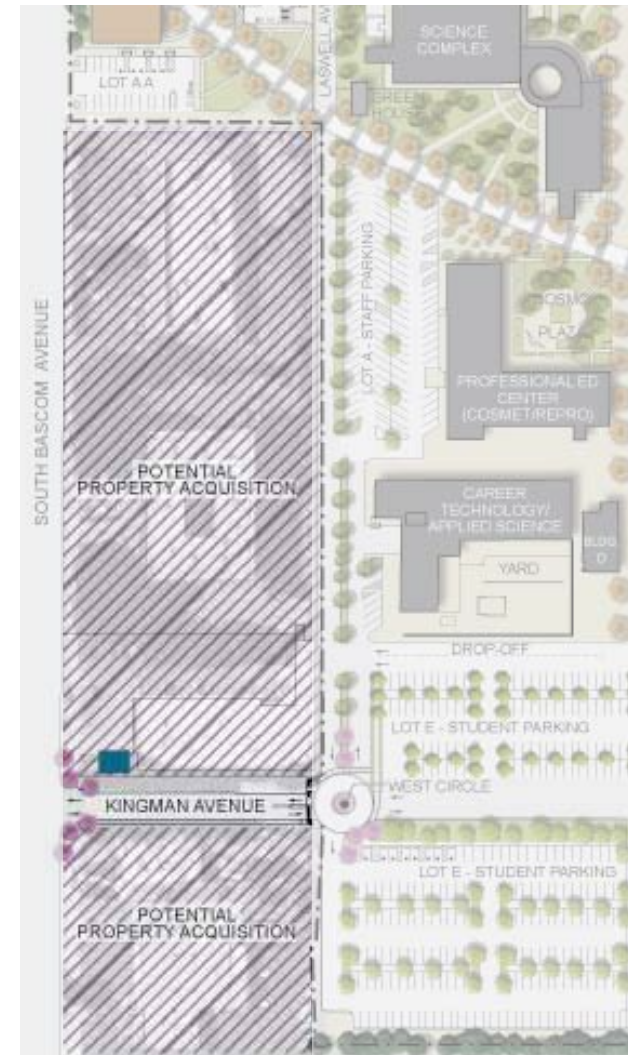 SCIENCE
COMPLEX
LASWELL AV
LOT AA
GREEN
HOUSE
SOUTH BASCOM AVENUE
LOT A - STAFF PARKING
COSMO
PLAZA
PROFESSIONAL ED
CENTER
(COSMET/REPRO)
POTENTIAL
PROPERTY ACQUISITION
CAREER
TECHNOLOGY/
APPLIED SCIENCE
BLDG
D
YARD
DROP-OFF
LOT E - STUDENT PARKING
WEST CIRCLE
KINGMAN AVENUE
LOT E - STUDENT PARKING
POTENTIAL
PROPERTY ACQUISITION